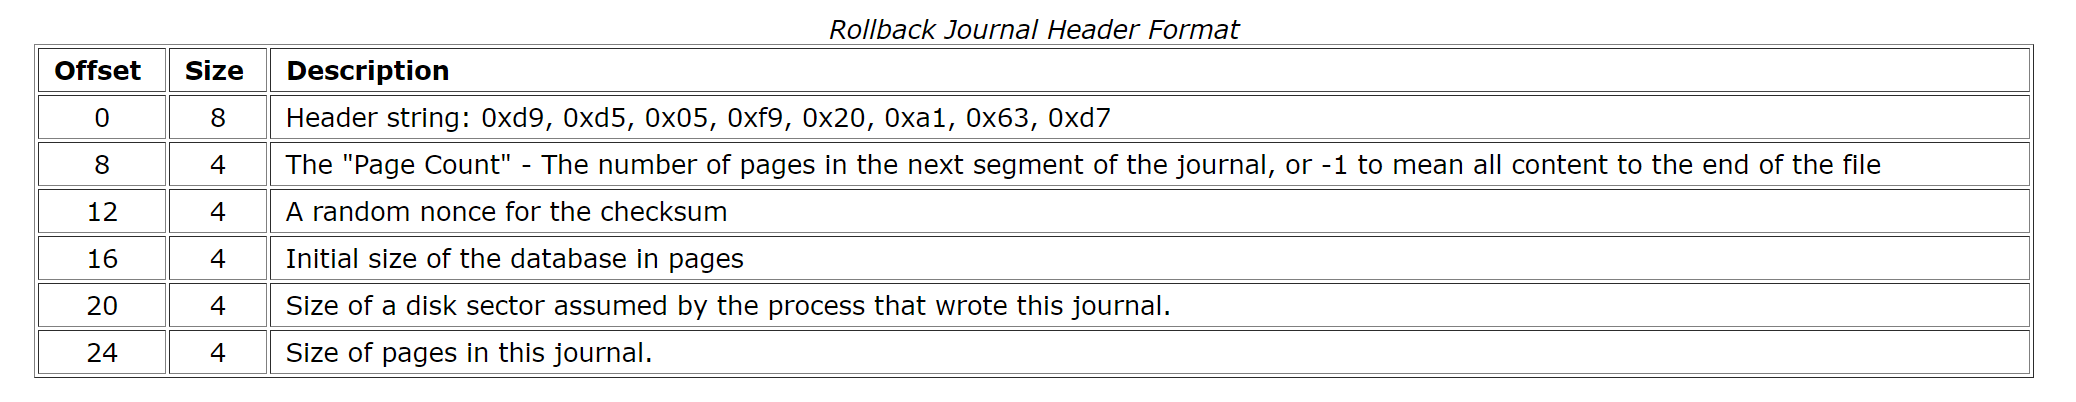 Rollback Journal Header Format
Offset Size Description
0 8 Header string: 0xd9, 0xd5, 0x05, 0xf9, 0x20, 0xa1, 0x63, 0xd7
8 4 The "Page Count" - The number of pages in the next segment of the journal, or -1 to mean all content to the end of the file
12 4 A random nonce for the checksum
16 4 Initial size of the database in pages
20 4 Size of a disk sector assumed by the process that wrote this journal.
24 4 Size of pages in this journal.